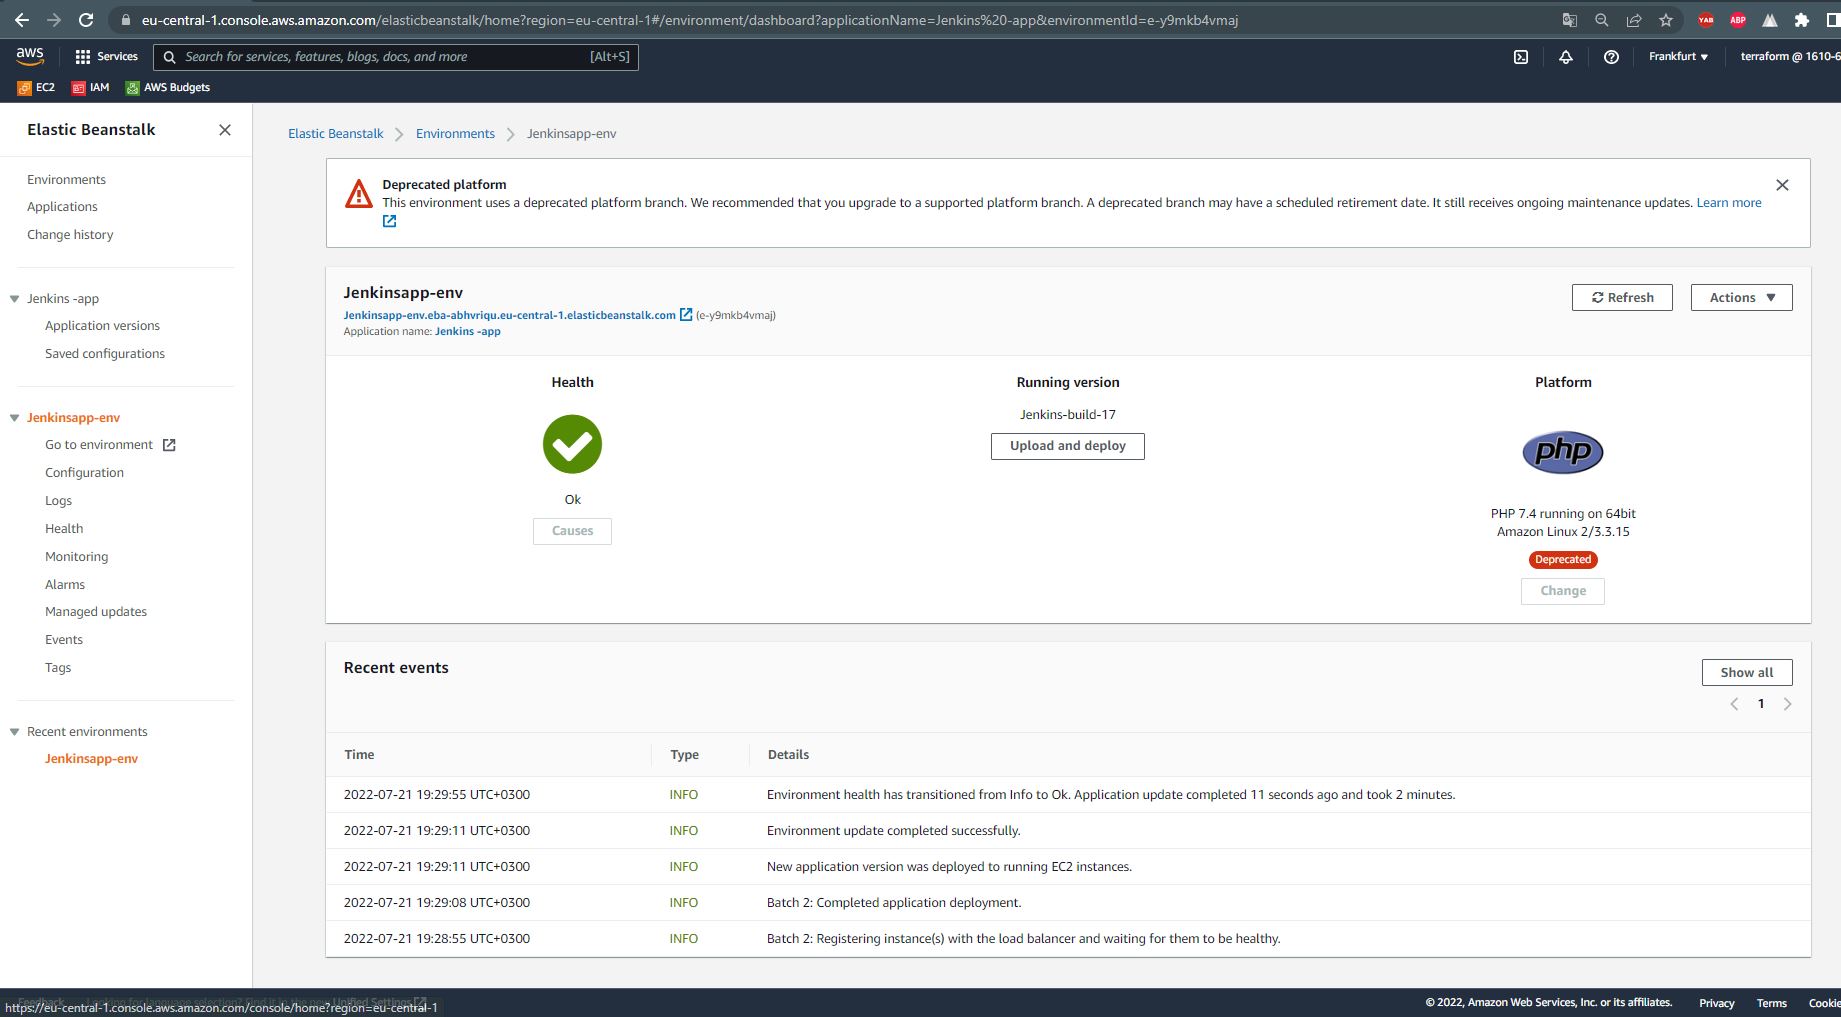 eu-central-1.console.aws.amazon.com/elasticbeanstalk/home?region=eu-central-1#/environment/dashboard?applicationName=Jenkins%20-app&environmentId=e-y9mkb4vmaj
YAB
ABP
aws
Services
Search for services, features, blogs, docs, and more
[Alt+S]
Frankfurt
terraform @ 1610-6
EC2
IAM
AWS Budgets
Elastic Beanstalk
Environments
Applications
Change history
Jenkins -app
Application versions
Saved configurations
Jenkinsapp-env
Go to environment
Configuration
Logs
Health
Monitoring
Alarms
Managed updates
Events
Tags
Recent environments
Jenkinsapp-env
Elastic Beanstalk
Environments
Jenkinsapp-env
Deprecated platform
This environment uses a deprecated platform branch. We recommended that you upgrade to a supported platform branch. A deprecated branch may have a scheduled retirement date. It still receives ongoing maintenance updates. Learn more
Jenkinsapp-env
Jenkinsapp-env.eba-abhvriqu.eu-central-1.elasticbeanstalk.com (e-y9mkb4vmaj)
Application name: Jenkins -app
Refresh
Actions
Health
Ok
Causes
Running version
Jenkins-build-17
Upload and deploy
Platform
php
PHP 7.4 running on 64bit
Amazon Linux 2/3.3.15
Deprecated
Change
Recent events
Show all
1
Time Type Details
2022-07-21 19:29:55 UTC+0300 INFO Environment health has transitioned from Info to Ok. Application update completed 11 seconds ago and took 2 minutes.
2022-07-21 19:29:11 UTC+0300 INFO Environment update completed successfully.
2022-07-21 19:29:11 UTC+0300 INFO New application version was deployed to running EC2 instances.
2022-07-21 19:29:08 UTC+0300 INFO Batch 2: Completed application deployment.
2022-07-21 19:28:55 UTC+0300 INFO Batch 2: Registering instance(s) with the load balancer and waiting for them to be healthy.
Feedback Looking for language selection? Find it in the new Unified Settings
https://eu-central-1.console.aws.amazon.com/console/home?region=eu-central-1
© 2022, Amazon Web Services, Inc. or its affiliates.
Privacy
Terms
Cookie